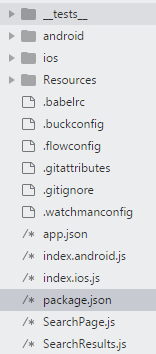 __tests__
android
ios
Resources
.babelrc
.buckconfig
.flowconfig
.gitattributes
.gitignore
.watchmanconfig
/* app.json
/* index.android.js
/* index.ios.js
/* package.json
/* SearchPage.js
/* SearchResults.js